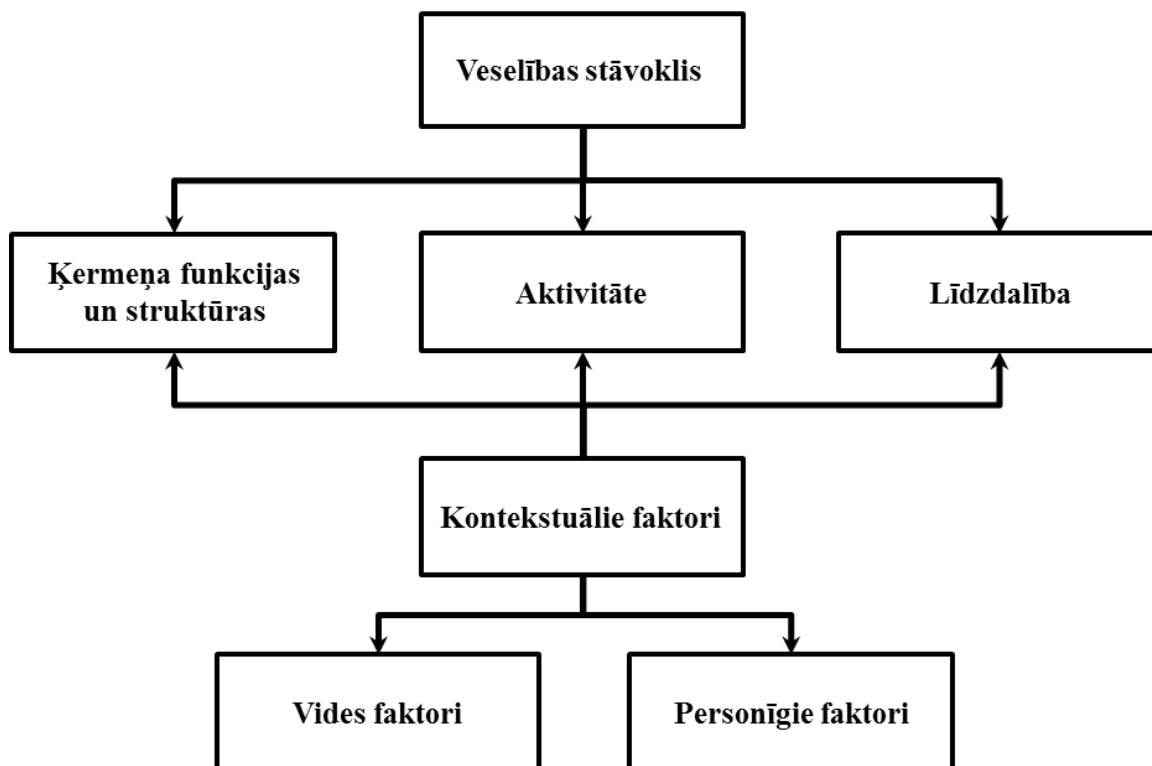 Veselības stāvoklis
Ķermeņa funkcijas
un struktūras
Aktivitāte
Līdzdalība
Kontekstuālie faktori
Vides faktori
Personīgie faktori